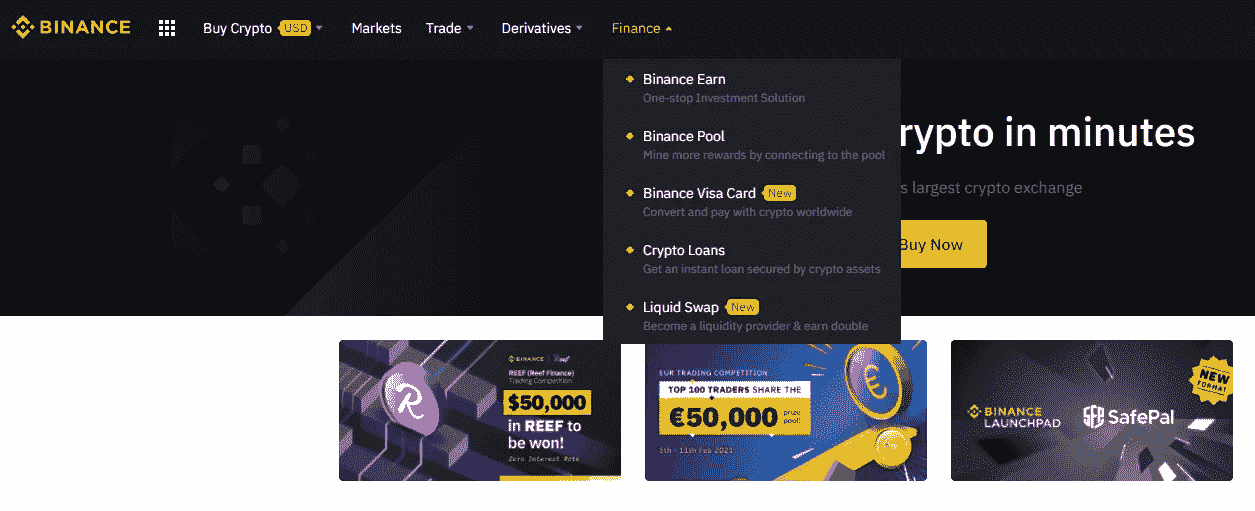 BINANCE
Buy Crypto USD
Markets
Trade
Derivatives
Finance
Binance Earn
One-stop Investment Solution
Binance Pool
Mine more rewards by connecting to the pool
Binance Visa Card New
Convert and pay with crypto worldwide
Crypto Loans
Get an instant loan secured by crypto assets
Liquid Swap New
Become a liquidity provider & earn double
rypto in minutes
s largest crypto exchange
Buy Now
BINANCE Reef
REEF (Reef Finance)
Trading Competition
$50,000
in REEF to
be won!
Zero Interest Rate
EUR TRADING COMPETITION
TOP 100 TRADERS SHARE THE
€50,000 prize
pool!
5th - 11th Feb 2021
NEW
FORMAT
BINANCE
LAUNCHPAD
SafePal